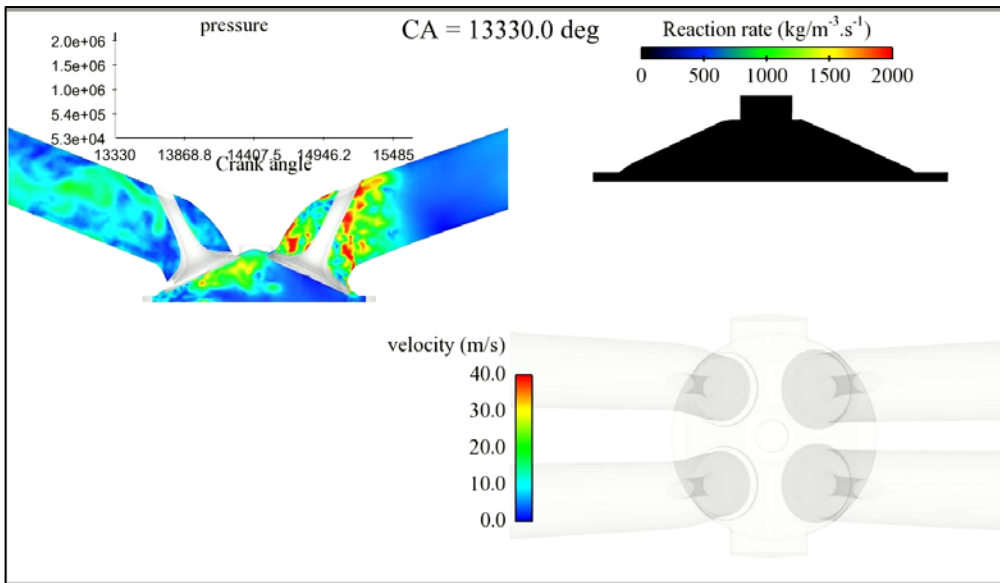 pressure
CA = 13330.0 deg
Reaction rate (kg/m⁻³.s⁻¹)
0 500 1000 1500 2000
2.0e+06
1.5e+06
1.0e+06
5.4e+05
5.3e+04
13330 13868.8 14407.5 14946.2 15485
Crank angle
velocity (m/s)
40.0
30.0
20.0
10.0
0.0